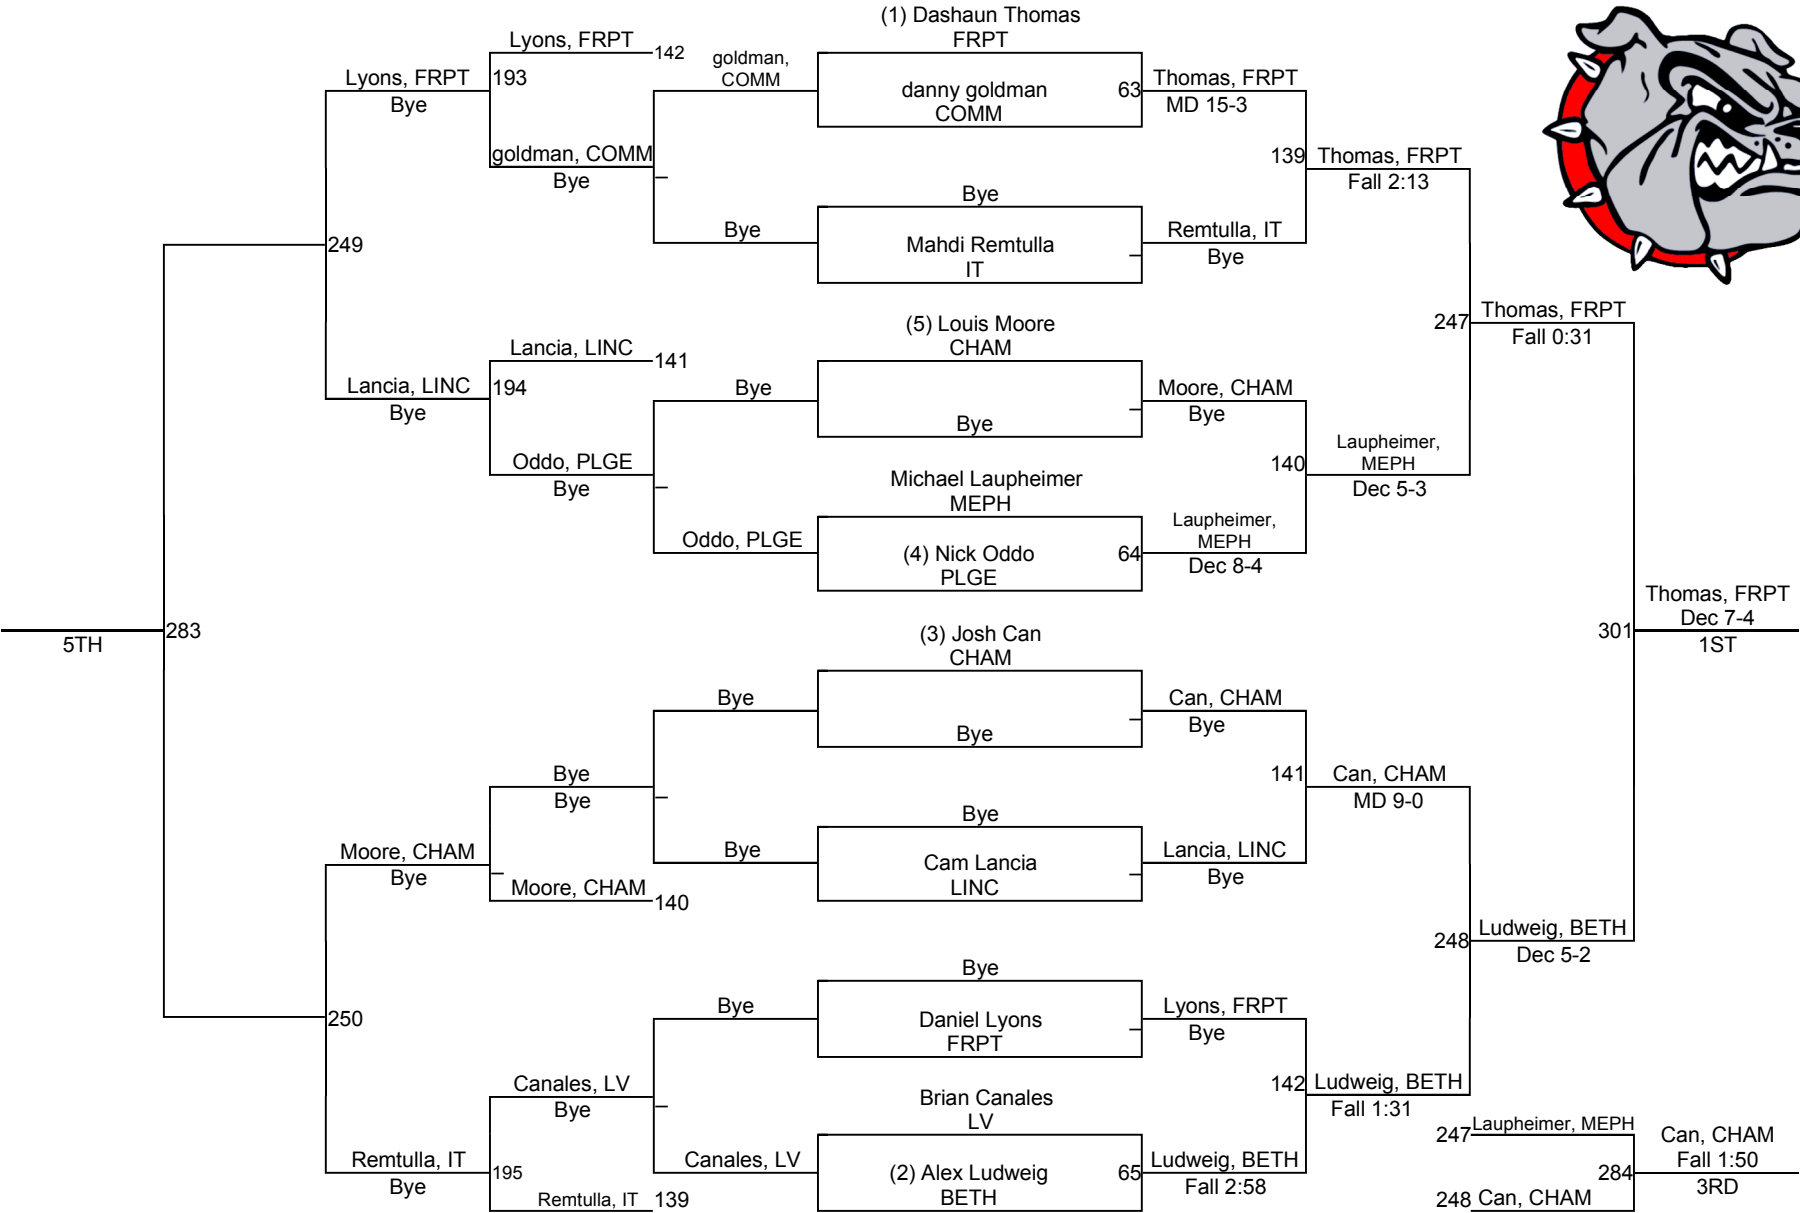 (1) Dashaun Thomas
FRPT
danny goldman
COMM
63
Bye
Mahdi Remtulla
IT
(5) Louis Moore
CHAM
Bye
Michael Laupheimer
MEPH
(4) Nick Oddo
PLGE
64
(3) Josh Can
CHAM
Bye
Bye
Cam Lancia
LINC
Bye
Daniel Lyons
FRPT
Brian Canales
LV
(2) Alex Ludweig
BETH
65
Thomas, FRPT
MD 15-3
139
Remtulla, IT
Bye
Moore, CHAM
Bye
140
Laupheimer,
MEPH
Dec 8-4
Can, CHAM
Bye
141
Lancia, LINC
Bye
Lyons, FRPT
Bye
142
Ludweig, BETH
Fall 2:58
Thomas, FRPT
Fall 2:13
247
Laupheimer,
MEPH
Dec 5-3
Can, CHAM
MD 9-0
248
Ludweig, BETH
Fall 1:31
Thomas, FRPT
Fall 0:31
301
Ludweig, BETH
Dec 5-2
Thomas, FRPT
Dec 7-4
1ST
247 Laupheimer, MEPH
284
248 Can, CHAM
Can, CHAM
Fall 1:50
3RD
goldman,
COMM
Bye
Bye
Oddo, PLGE
Bye
Bye
Bye
Canales, LV
Lyons, FRPT 142
193
goldman, COMM
Bye
Lancia, LINC 141
194
Oddo, PLGE
Bye
Bye
Bye
Moore, CHAM 140
Canales, LV
Bye
195
Remtulla, IT 139
Lyons, FRPT
Bye
249
Lancia, LINC
Bye
Moore, CHAM
Bye
250
Remtulla, IT
Bye
283
5TH